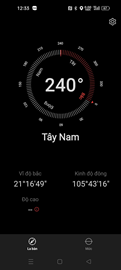 12:55
240°
Tây Nam
Vĩ độ bắc
Kinh độ đông
21°16'49"
105°43'16"
Độ cao
--
La bàn